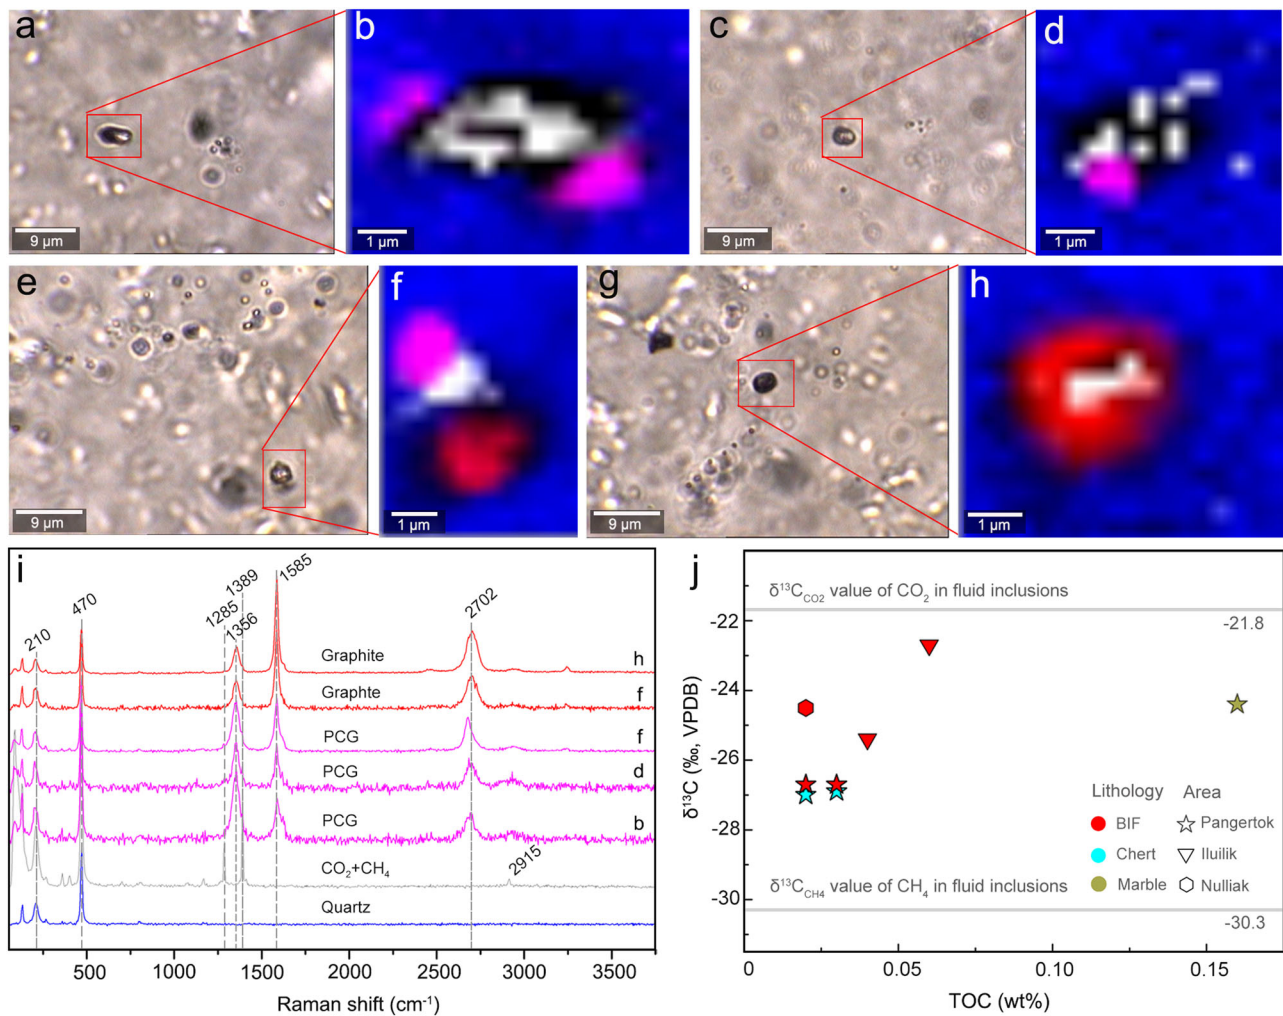 a
b
c
d
9 µm
1 µm
9 µm
1 µm
e
f
g
h
9 µm
1 µm
9 µm
1 µm
i
210
470
1285
1356
1389
1585
2702
Graphite h
Graphte f
PCG f
PCG d
PCG b
CO₂+CH₄
2915
Quartz
500 1000 1500 2000 2500 3000 3500
Raman shift (cm⁻¹)
j
δ¹³C_CO2 value of CO₂ in fluid inclusions
-21.8
-22
-24
-26
-28
-30
δ¹³C (‰, VPDB)
Lithology Area
BIF Pangertok
Chert Iluilik
Marble Nulliak
δ¹³C_CH4 value of CH₄ in fluid inclusions
-30.3
0 0.05 0.10 0.15
TOC (wt%)